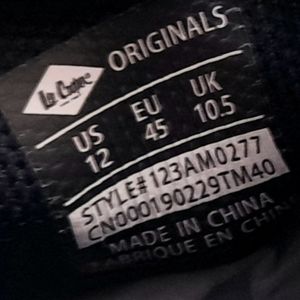 Lee Cooper
ORIGINALS
US EU UK
12 45 10.5
STYLE#123AM0277
CN000190229TM40
MADE IN CHINA
FABRIQUE EN CHINE